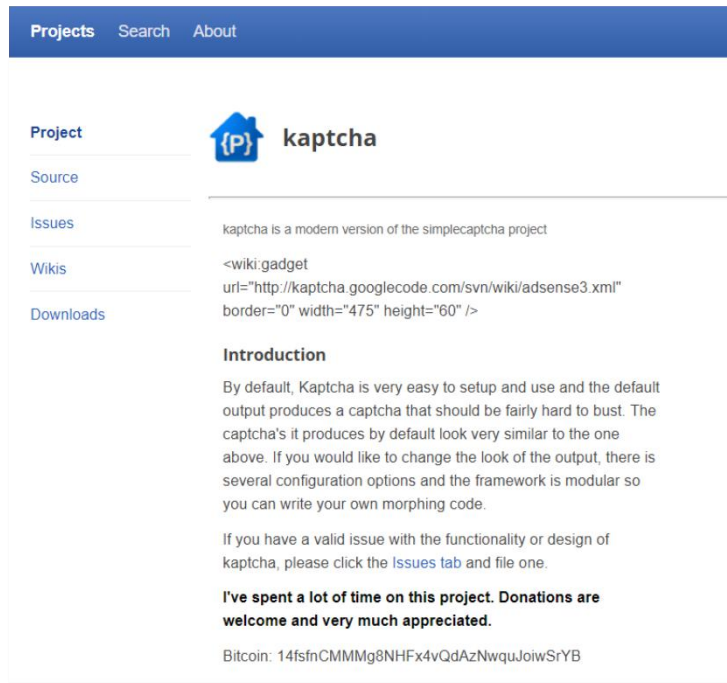 Projects Search About
Project
Source
Issues
Wikis
Downloads
{P} kaptcha
kaptcha is a modern version of the simplecaptcha project
<wiki:gadget
url="http://kaptcha.googlecode.com/svn/wiki/adsense3.xml"
border="0" width="475" height="60" />
Introduction
By default, Kaptcha is very easy to setup and use and the default
output produces a captcha that should be fairly hard to bust. The
captcha's it produces by default look very similar to the one
above. If you would like to change the look of the output, there is
several configuration options and the framework is modular so
you can write your own morphing code.
If you have a valid issue with the functionality or design of
kaptcha, please click the Issues tab and file one.
I've spent a lot of time on this project. Donations are
welcome and very much appreciated.
Bitcoin: 14fsfnCMMMg8NHFx4vQdAzNwquJoiwSrYB